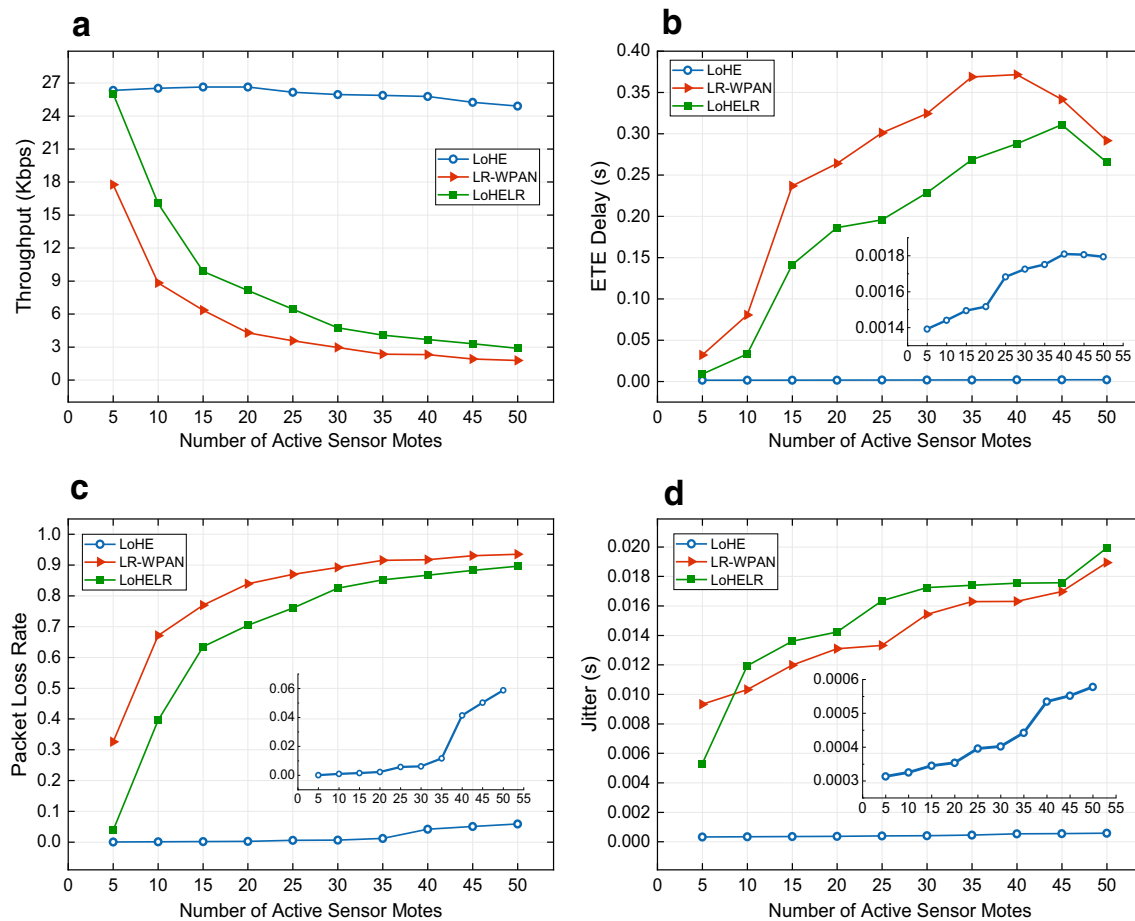 a
Throughput (Kbps)
27
24
21
18
15
12
9
6
3
0
LoHE
LR-WPAN
LoHELR
0 5 10 15 20 25 30 35 40 45 50
Number of Active Sensor Motes
b
ETE Delay (s)
0.40
0.35
0.30
0.25
0.20
0.15
0.10
0.05
0.00
LoHE
LR-WPAN
LoHELR
0.0018
0.0016
0.0014
0 5 10 15 20 25 30 35 40 45 50 55
0 5 10 15 20 25 30 35 40 45 50
Number of Active Sensor Motes
c
Packet Loss Rate
1.0
0.9
0.8
0.7
0.6
0.5
0.4
0.3
0.2
0.1
0.0
LoHE
LR-WPAN
LoHELR
0.06
0.04
0.02
0.00
0 5 10 15 20 25 30 35 40 45 50 55
0 5 10 15 20 25 30 35 40 45 50
Number of Active Sensor Motes
d
Jitter (s)
0.020
0.018
0.016
0.014
0.012
0.010
0.008
0.006
0.004
0.002
0.000
LoHE
LR-WPAN
LoHELR
0.0006
0.0005
0.0004
0.0003
0 5 10 15 20 25 30 35 40 45 50 55
0 5 10 15 20 25 30 35 40 45 50
Number of Active Sensor Motes